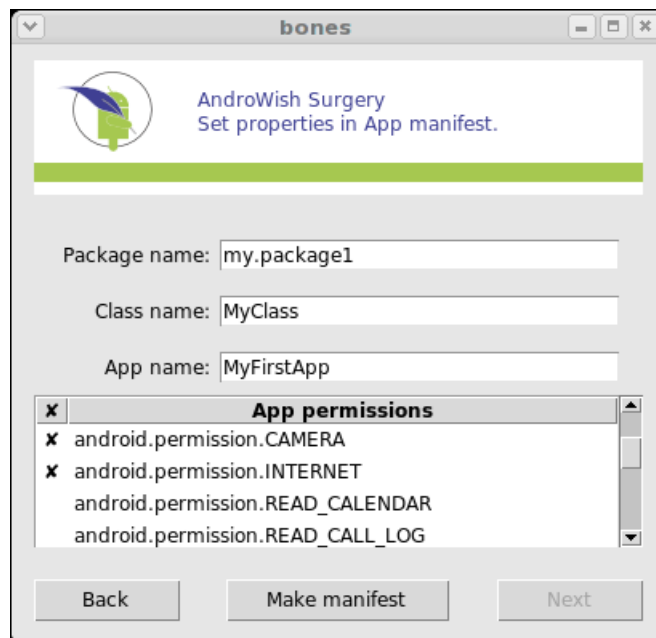 bones
AndroWish Surgery
Set properties in App manifest.
Package name: my.package1
Class name: MyClass
App name: MyFirstApp
✘ App permissions
✘ android.permission.CAMERA
✘ android.permission.INTERNET
android.permission.READ_CALENDAR
android.permission.READ_CALL_LOG
Back Make manifest Next